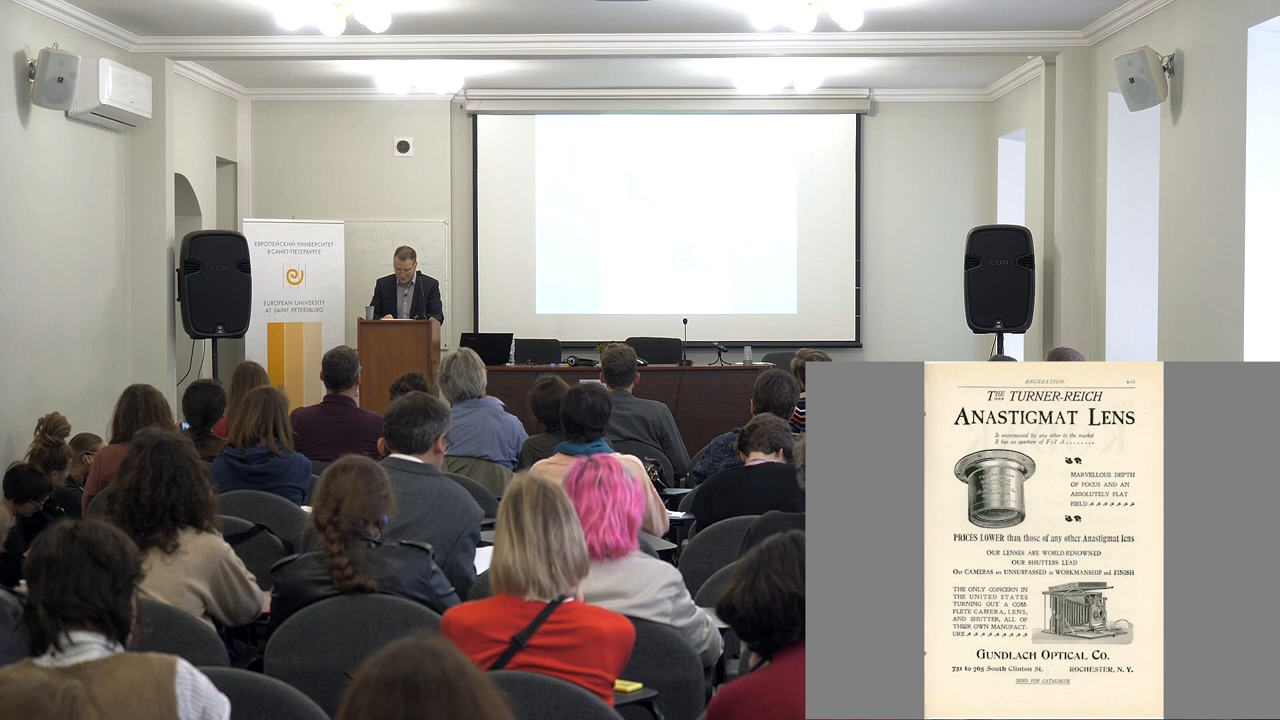 ЕВРОПЕЙСКИЙ УНИВЕРСИТЕТ
В САНКТ-ПЕТЕРБУРГЕ
EUROPEAN UNIVERSITY
AT SAINT PETERSBURG
EON
EON
RECREATION.
THE TURNER-REICH
ANASTIGMAT LENS
Is unsurpassed by any other in the market
It has an aperture of
MARVELLOUS DEPTH
OF FOCUS AND AN
ABSOLUTELY FLAT
FIELD
PRICES LOWER than those of any other Anastigmat lens
OUR LENSES ARE WORLD-RENOWNED
OUR SHUTTERS LEAD
Our CAMERAS are UNSURPASSED in WORKMANSHIP and FINISH
THE ONLY CONCERN IN
THE UNITED STATES
TURNING OUT A COM-
PLETE CAMERA, LENS,
AND SHUTTER, ALL OF
THEIR OWN MANUFACT-
URE
GUNDLACH OPTICAL CO.
751 to 765 South Clinton St. ROCHESTER, N. Y.
SEND FOR CATALOGUE